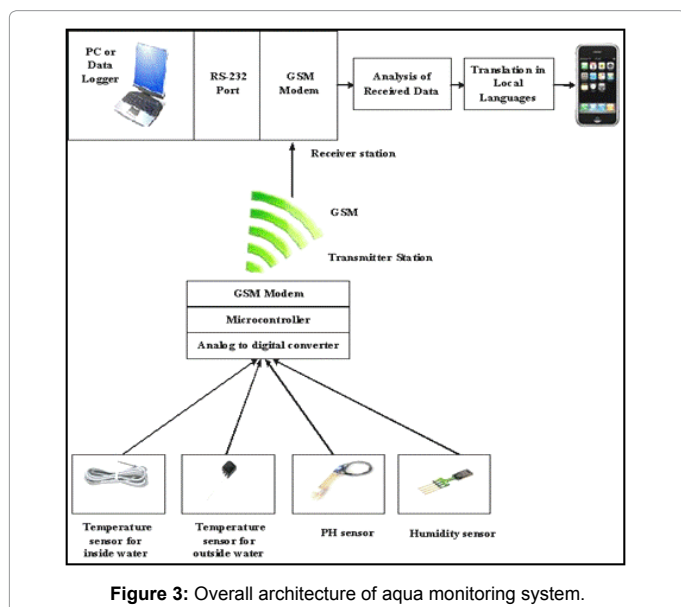 PC or
Data
Logger
RS-232
Port
GSM
Modem
Analysis of
Received Data
Translation in
Local
Languages
Receiver station
GSM
Transmitter Station
GSM Modem
Microcontroller
Analog to digital converter
Temperature
sensor for
inside water
Temperature
sensor for
outside water
PH sensor
Humidity sensor
Figure 3: Overall architecture of aqua monitoring system.